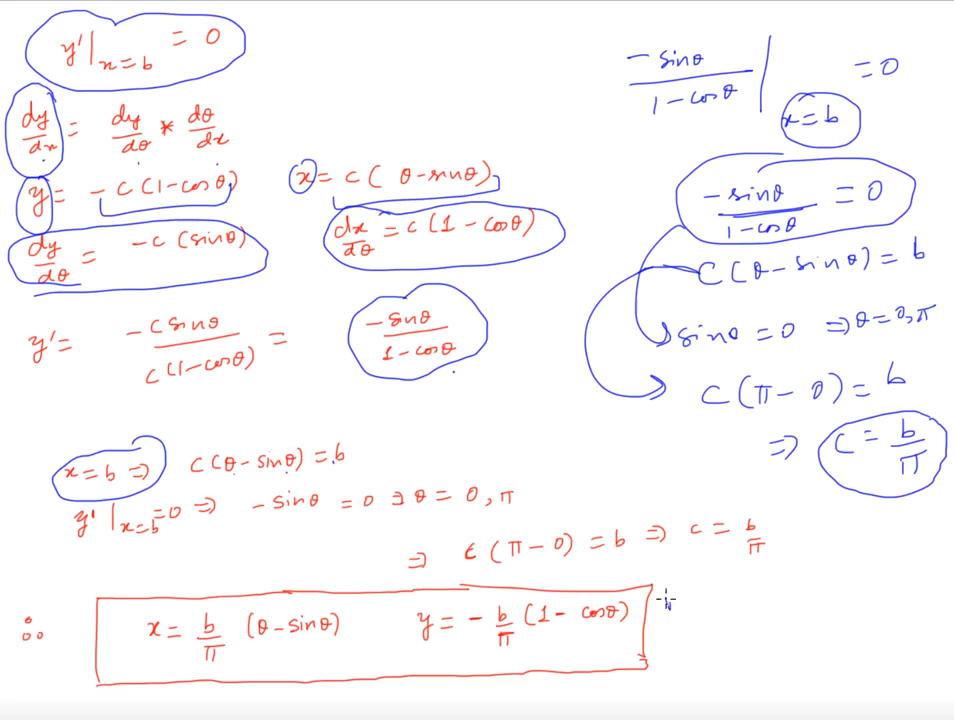 y'|x=b = 0
dy/dx = dy/dθ * dθ/dx
y = -c(1-cosθ)
x = c(θ-sinθ)
dy/dθ = -c(sinθ)
dx/dθ = c(1-cosθ)
y' = -c sinθ / c(1-cosθ) = -sinθ / 1-cosθ
-sinθ / 1-cosθ | x=b = 0
-sinθ / 1-cosθ = 0
C(θ-sinθ) = b
sinθ = 0 ⇒ θ = 0, π
C(π-0) = b
⇒ C = b/π
x=b ⇒ c(θ-sinθ) = b
y'|x=b =0 ⇒ -sinθ = 0 ∋ θ = 0, π
⇒ c(π-0) = b ⇒ c = b/π
∴ x = b/π (θ-sinθ) y = -b/π (1-cosθ)